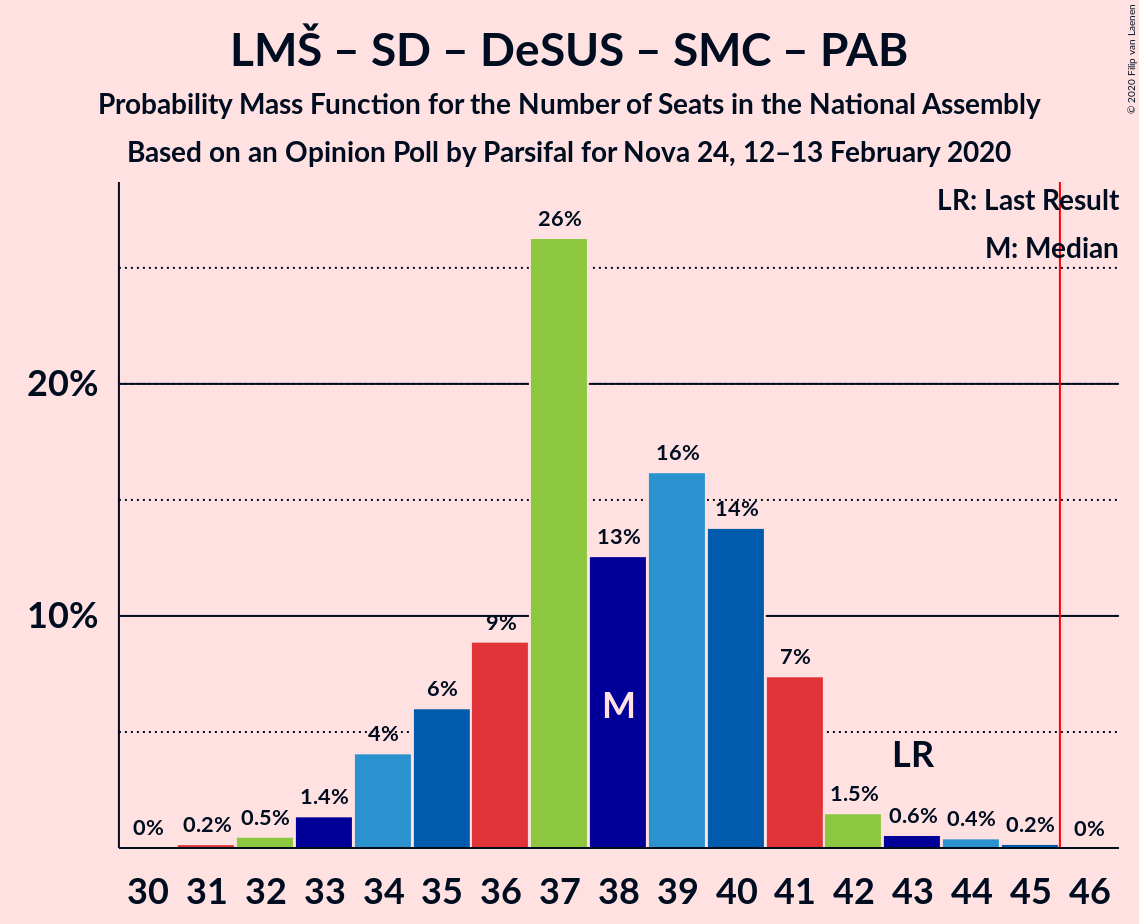 LMŠ – SD – DeSUS – SMC – PAB
Probability Mass Function for the Number of Seats in the National Assembly
Based on an Opinion Poll by Parsifal for Nova 24, 12–13 February 2020
© 2020 Filip van Laenen
LR: Last Result
M: Median
20%
10%
0%
0.2%
0.5%
1.4%
4%
6%
9%
26%
13%
16%
14%
7%
1.5%
0.6%
0.4%
0.2%
0%
M
LR
30 31 32 33 34 35 36 37 38 39 40 41 42 43 44 45 46